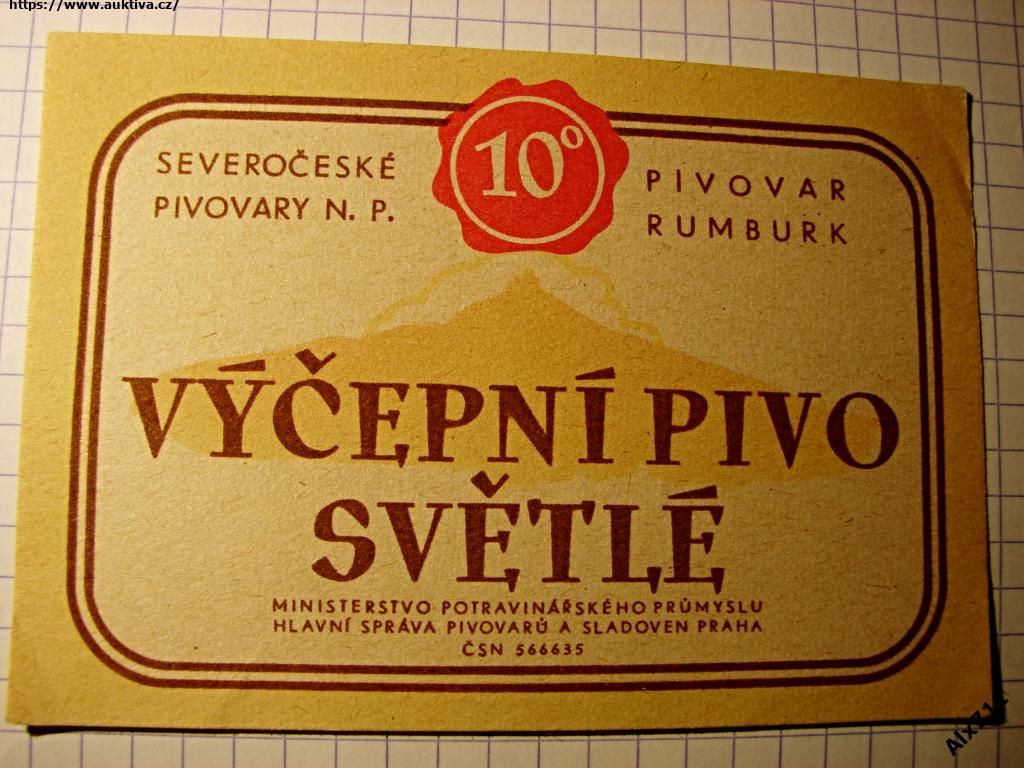 https://www.auktiva.cz/
SEVEROČESKÉ
PIVOVARY N. P.
10°
PIVOVAR
RUMBURK
VÝČEPNÍ PIVO
SVĚTLÉ
MINISTERSTVO POTRAVINÁŘSKÉHO PRŮMYSLU
HLAVNÍ SPRÁVA PIVOVARŮ A SLADOVEN PRAHA
ČSN 566635